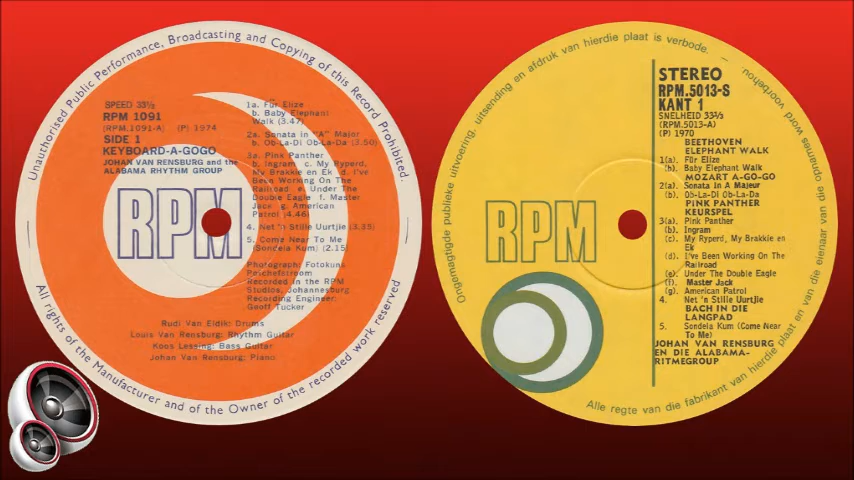 Unauthorised Public Performance, Broadcasting and Copying of this Record Prohibited.
SPEED 33⅓
RPM 1091
(RPM.1091-A) (P) 1974
SIDE 1
KEYBOARD-A-GOGO
JOHAN VAN RENSBURG and the
ALABAMA RHYTHM GROUP
RPM
1a. Für Elize
b. Baby Elephant
Walk (3.47)
2a. Sonata in "A" Major
b. Ob-La-Di Ob-La-Da (3.50)
3a. Pink Panther
b. Ingram c. My Ryperd,
My Brakkie en Ek d. I've
Been Working On The
Railroad e. Under The
Double Eagle f. Master
Jack g. American
Patrol (4.46)
4. Net 'n Stille Uurtjie (3.35)
5. Come Near To Me
(Sondela Kum) (2.15)
Photograph: Fotokuns
Potchefstroom
Recorded in the RPM
Studios, Johannesburg
Recording Engineer,
Geoff Tucker
Rudi Van Eldik: Drums
Louis Van Rensburg: Rhythm Guitar
Koos Lessing: Bass Guitar
Johan Van Rensburg: Piano
All rights of the Manufacturer and of the Owner of the recorded work reserved
Ongemagtigde publieke uitvoering, uitsending en afdruk van hierdie plaat is verbode.
STEREO
RPM.5013-S
KANT 1
SNELHEID 33⅓
(RPM.5013-A)
(P) 1970
BEETHOVEN
ELEPHANT WALK
1(a). Für Elize
(b). Baby Elephant Walk
MOZART A-GO-GO
2(a). Sonata In A Majeur
(b). Ob-La-Di Ob-La-Da
PINK PANTHER
KEURSPEL
3(a). Pink Panther
(b). Ingram
(c). My Ryperd, My Brakkie en
Ek
(d). I've Been Working On The
Railroad
(e). Under The Double Eagle
(f). Master Jack
(g). American Patrol
4. Net 'n Stille Uurtjie
BACH IN DIE
LANGPAD
5. Sondela Kum (Come Near
To Me)
JOHAN VAN RENSBURG
EN DIE ALABAMA-
RITMEGROUP
RPM
Alle regte van die fabrikant van hierdie plaat en van die eienaar van die opnames word voorbehou